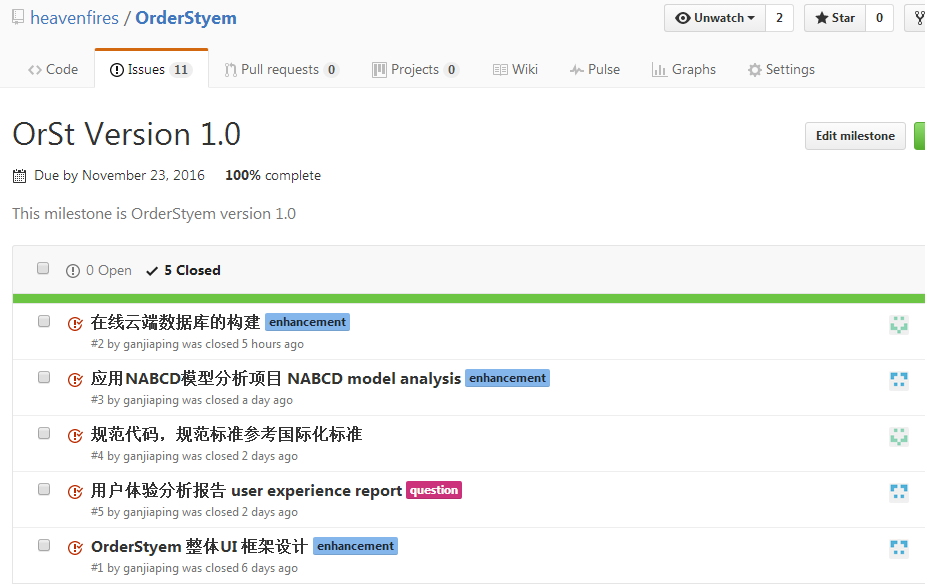 heavenfires / OrderStyem
Unwatch 2 Star 0
Code Issues 11 Pull requests 0 Projects 0 Wiki Pulse Graphs Settings
OrSt Version 1.0
Edit milestone
Due by November 23, 2016 100% complete
This milestone is OrderStyem version 1.0
0 Open 5 Closed
在线云端数据库的构建 enhancement
#2 by ganjiaping was closed 5 hours ago
应用NABCD模型分析项目 NABCD model analysis enhancement
#3 by ganjiaping was closed a day ago
规范代码，规范标准参考国际化标准
#4 by ganjiaping was closed 2 days ago
用户体验分析报告 user experience report question
#5 by ganjiaping was closed 2 days ago
OrderStyem 整体UI 框架设计 enhancement
#1 by ganjiaping was closed 6 days ago